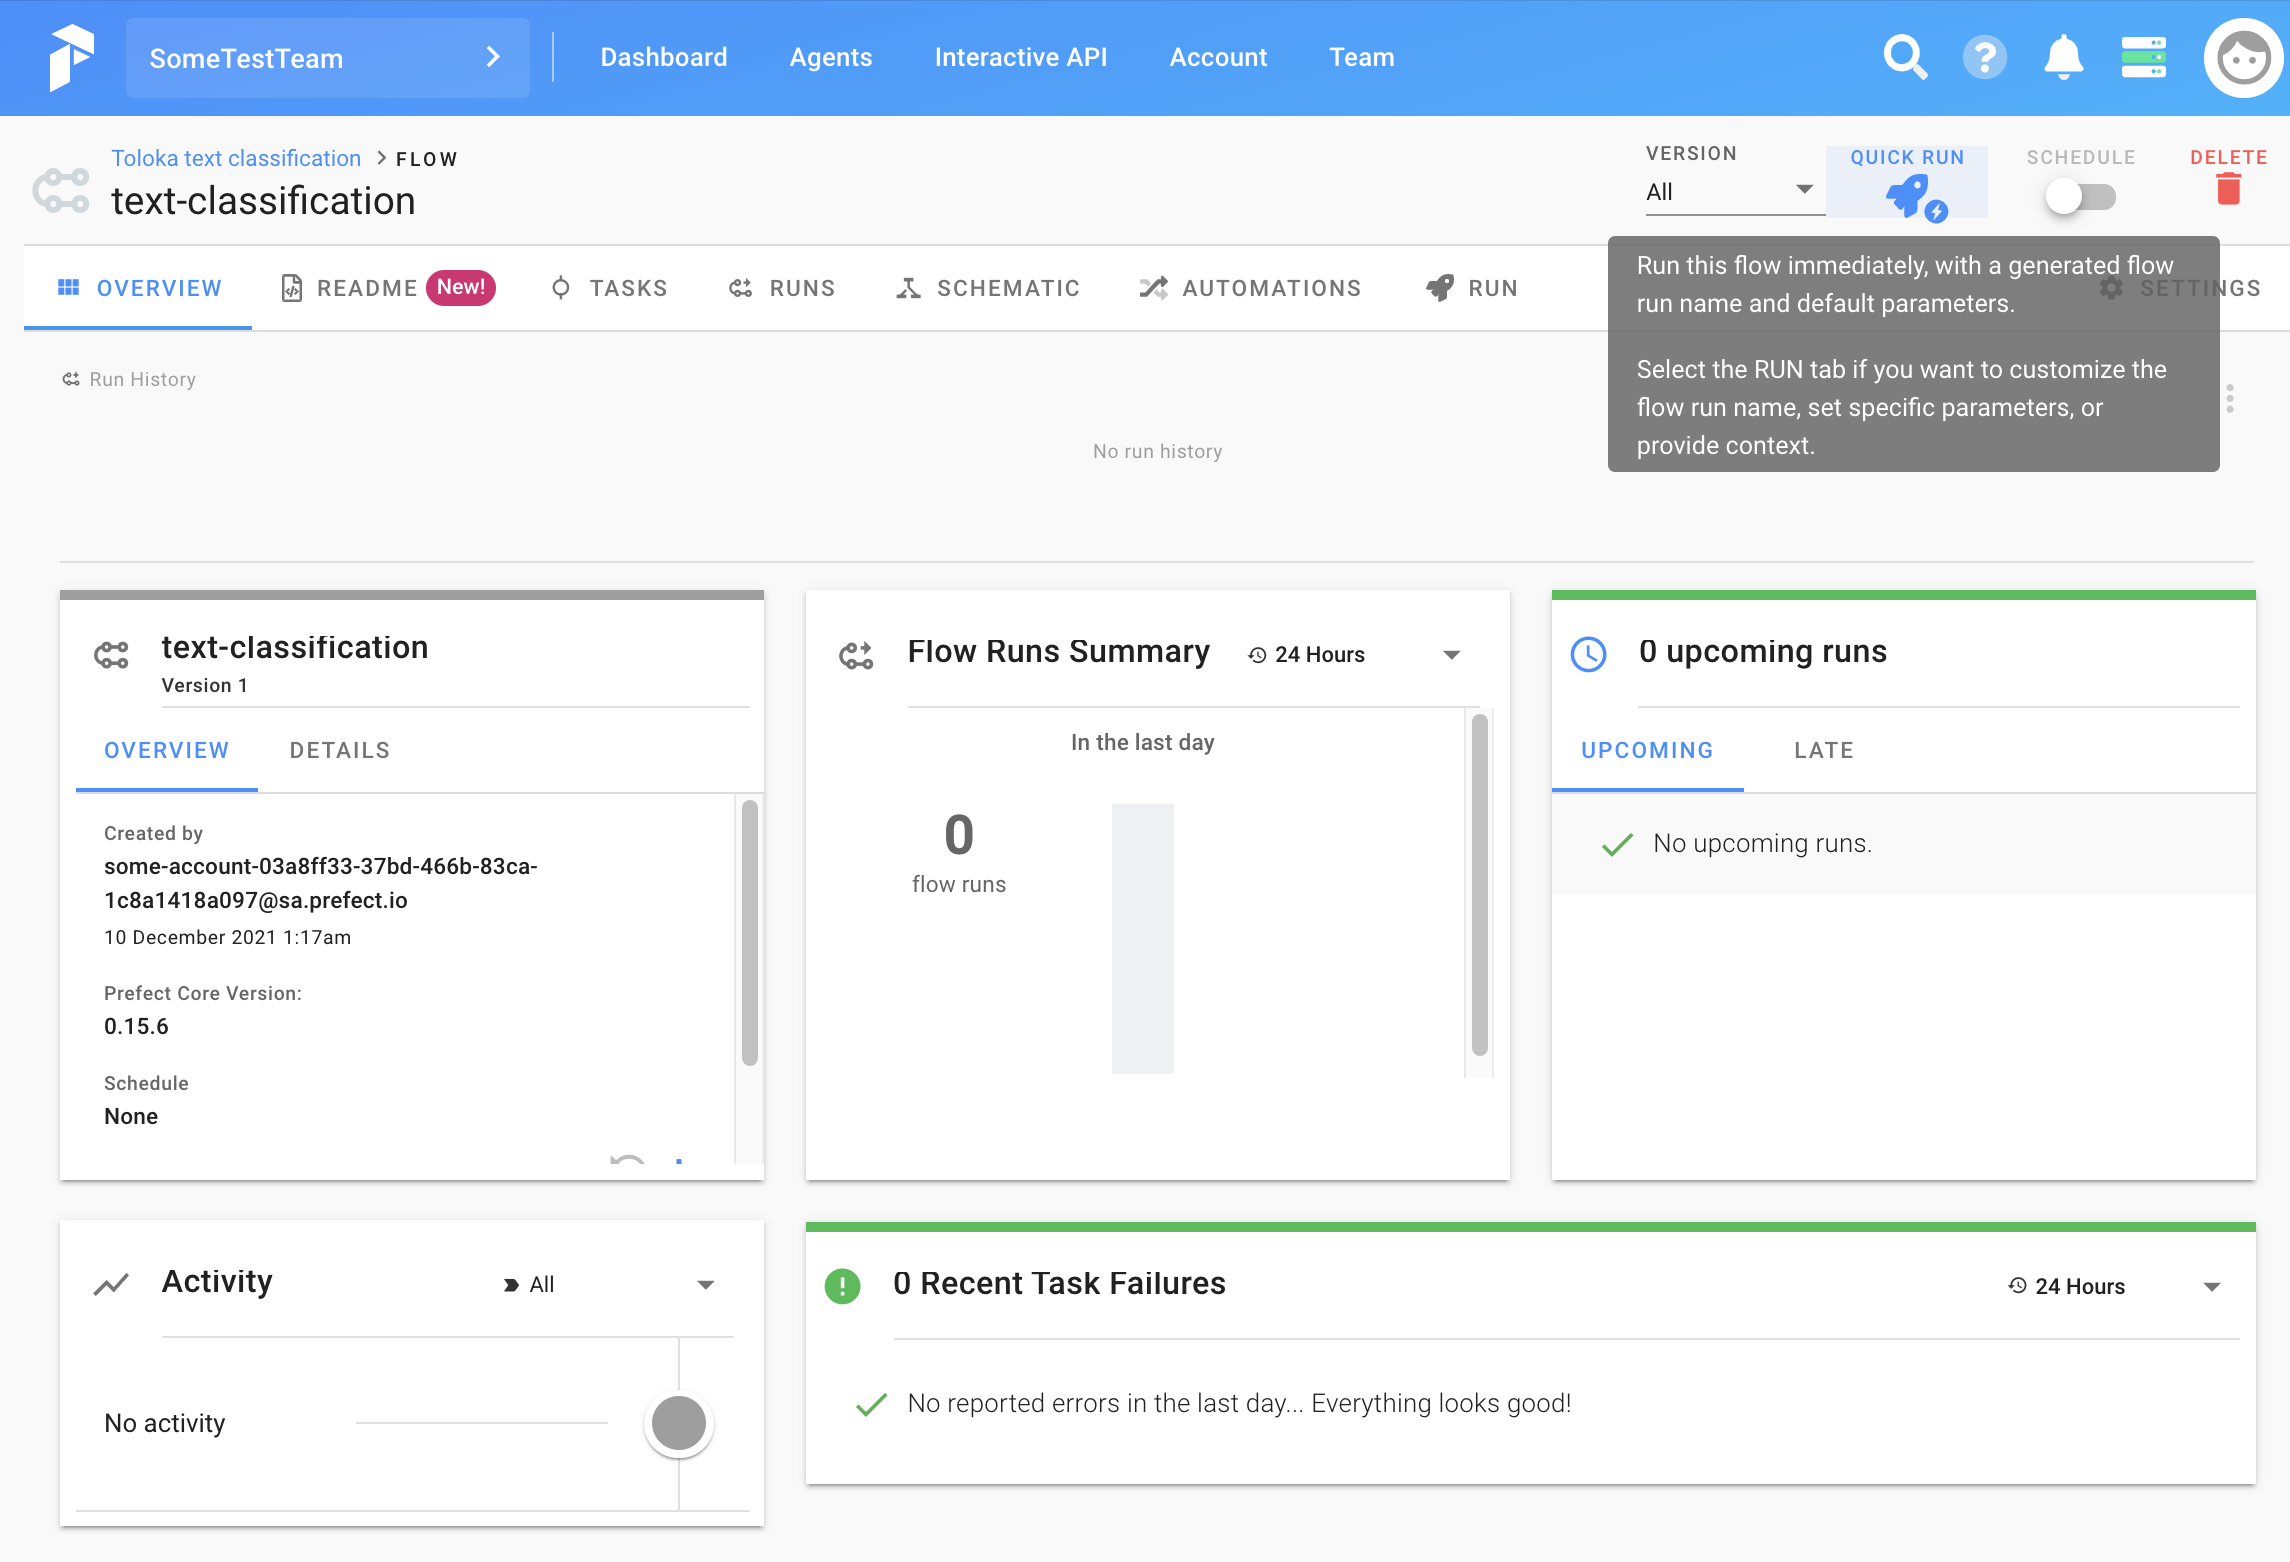 SomeTestTeam
Dashboard
Agents
Interactive API
Account
Team
Toloka text classification > FLOW
text-classification
VERSION
All
QUICK RUN
SCHEDULE
DELETE
OVERVIEW
README New!
TASKS
RUNS
SCHEMATIC
AUTOMATIONS
RUN
SETTINGS
Run this flow immediately, with a generated flow
run name and default parameters.
Select the RUN tab if you want to customize the
flow run name, set specific parameters, or
provide context.
Run History
No run history
text-classification
Version 1
OVERVIEW
DETAILS
Created by
some-account-03a8ff33-37bd-466b-83ca-
1c8a1418a097@sa.prefect.io
10 December 2021 1:17am
Prefect Core Version:
0.15.6
Schedule
None
Flow Runs Summary
24 Hours
In the last day
0
flow runs
0 upcoming runs
UPCOMING
LATE
No upcoming runs.
Activity
All
No activity
0 Recent Task Failures
24 Hours
No reported errors in the last day... Everything looks good!